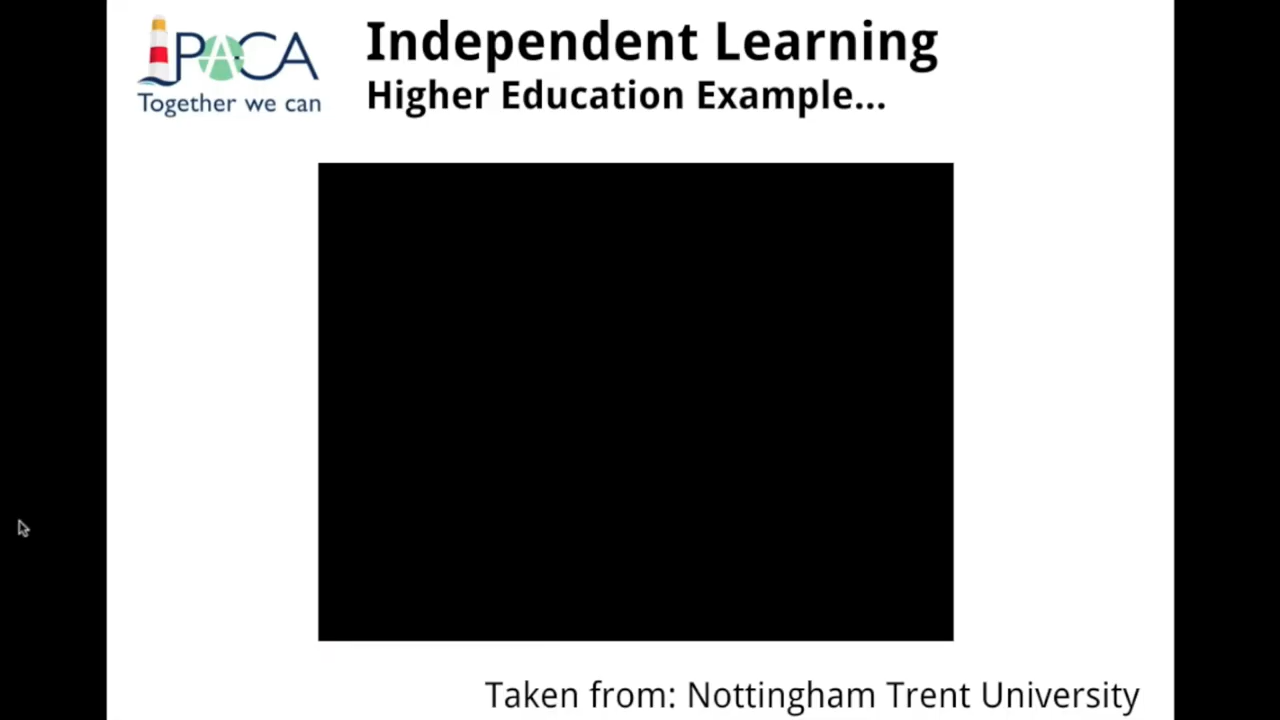 PACA
Together we can
Independent Learning
Higher Education Example...
Taken from: Nottingham Trent University